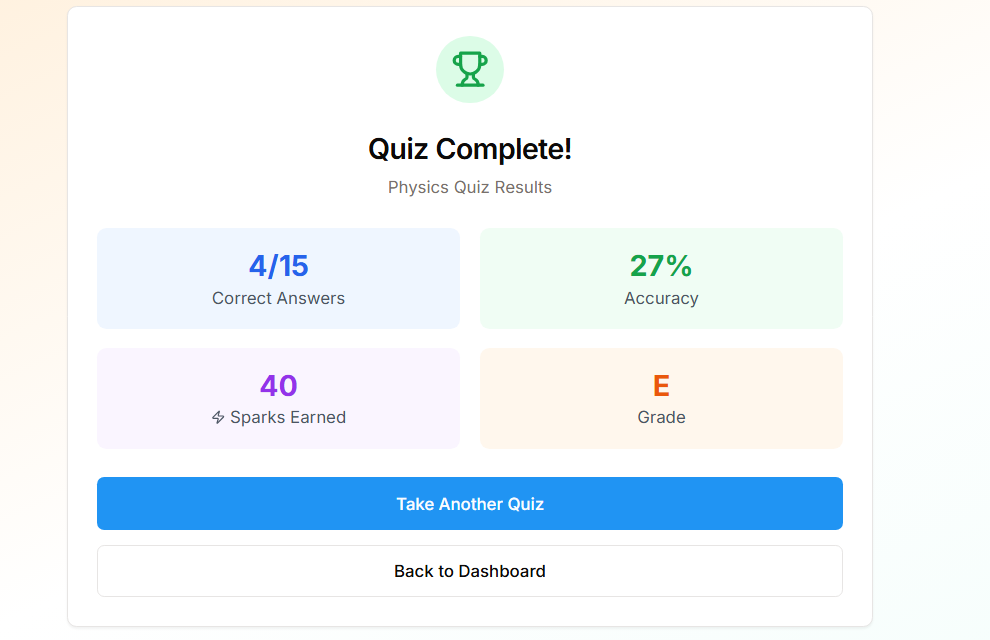 Quiz Complete!
Physics Quiz Results
4/15
Correct Answers
27%
Accuracy
40
Sparks Earned
E
Grade
Take Another Quiz
Back to Dashboard